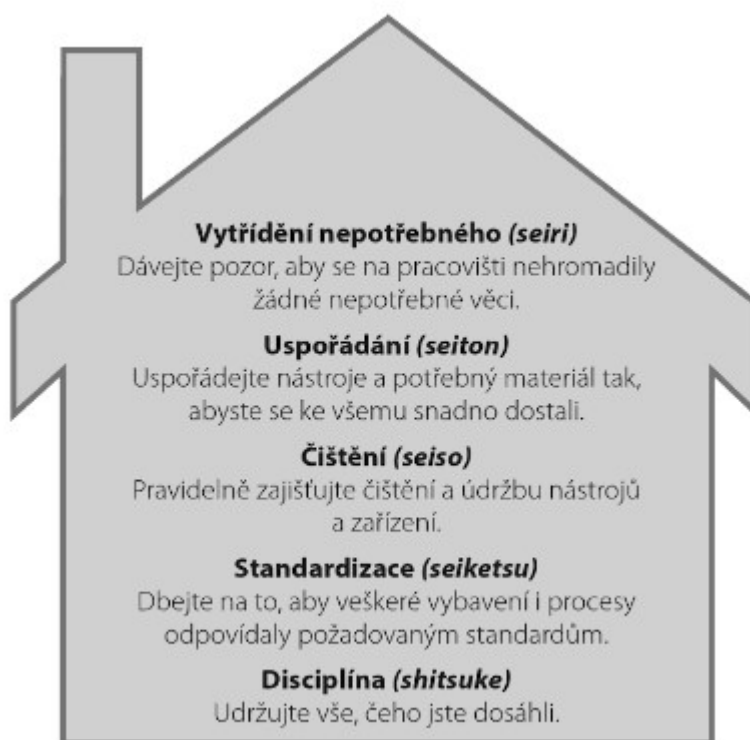 Vytřídění nepotřebného (seiri)
Dávejte pozor, aby se na pracovišti nehromadily
žádné nepotřebné věci.
Uspořádání (seiton)
Uspořádejte nástroje a potřebný materiál tak,
abyste se ke všemu snadno dostali.
Čištění (seiso)
Pravidelně zajišťujte čištění a údržbu nástrojů
a zařízení.
Standardizace (seiketsu)
Dbejte na to, aby veškeré vybavení i procesy
odpovídaly požadovaným standardům.
Disciplína (shitsuke)
Udržujte vše, čeho jste dosáhli.